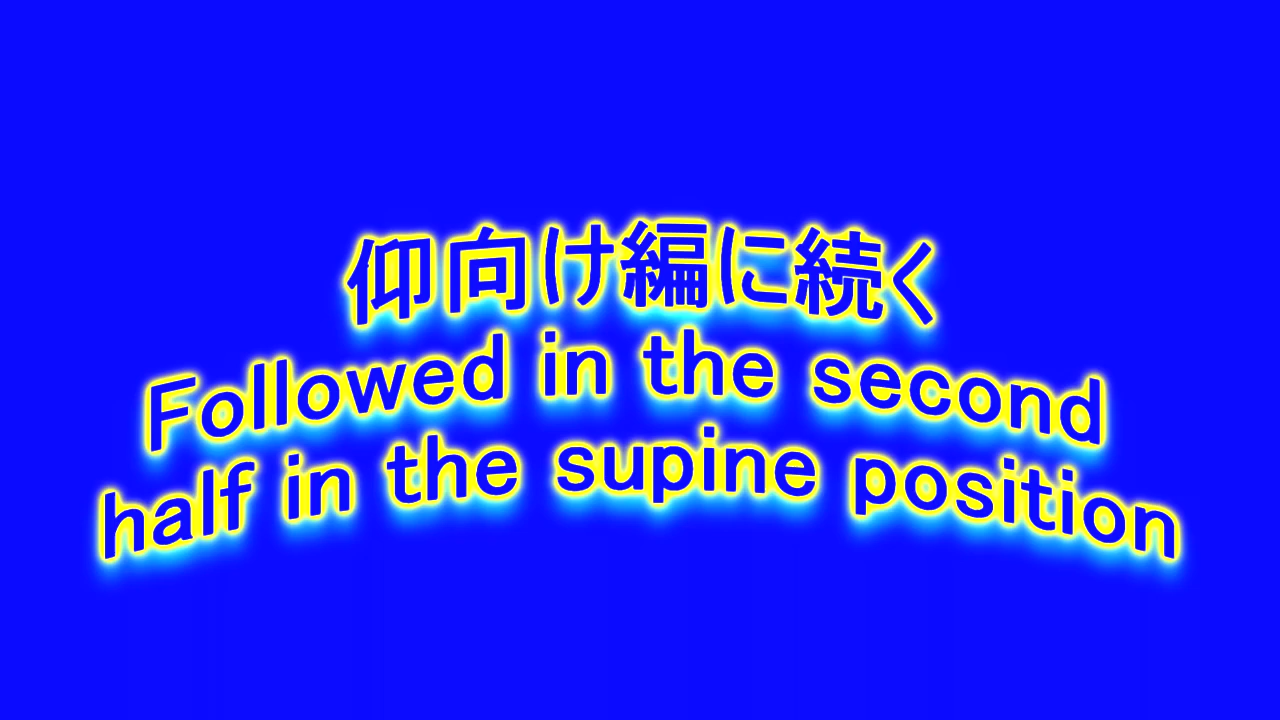 仰向け編に続く
Followed in the second
half in the supine position